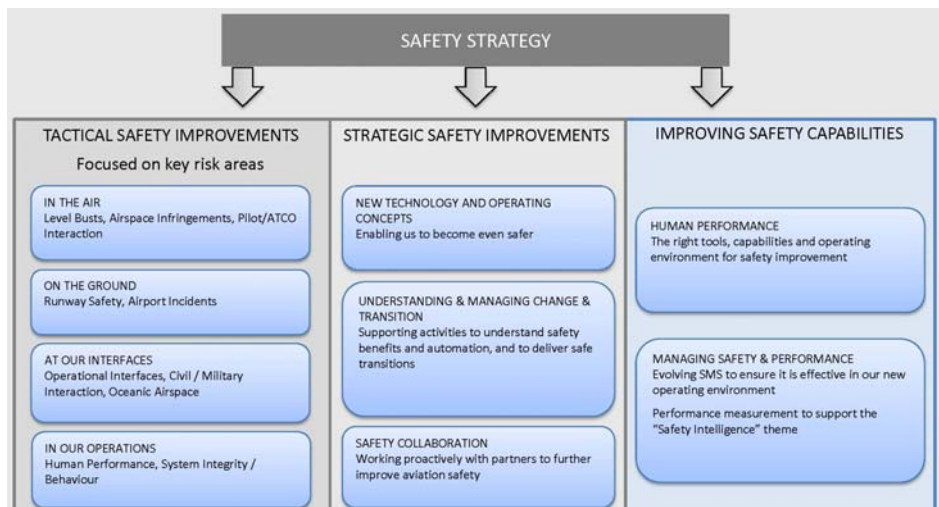 SAFETY STRATEGY
TACTICAL SAFETY IMPROVEMENTS
Focused on key risk areas
IN THE AIR
Level Busts, Airspace Infringements, Pilot/ATCO
Interaction
ON THE GROUND
Runway Safety, Airport Incidents
AT OUR INTERFACES
Operational Interfaces, Civil / Military
Interaction, Oceanic Airspace
IN OUR OPERATIONS
Human Performance, System Integrity /
Behaviour
STRATEGIC SAFETY IMPROVEMENTS
NEW TECHNOLOGY AND OPERATING
CONCEPTS
Enabling us to become even safer
UNDERSTANDING & MANAGING CHANGE &
TRANSITION
Supporting activities to understand safety
benefits and automation, and to deliver safe
transitions
SAFETY COLLABORATION
Working proactively with partners to further
improve aviation safety
IMPROVING SAFETY CAPABILITIES
HUMAN PERFORMANCE
The right tools, capabilities and operating
environment for safety improvement
MANAGING SAFETY & PERFORMANCE
Evolving SMS to ensure it is effective in our new
operating environment
Performance measurement to support the
“Safety Intelligence” theme